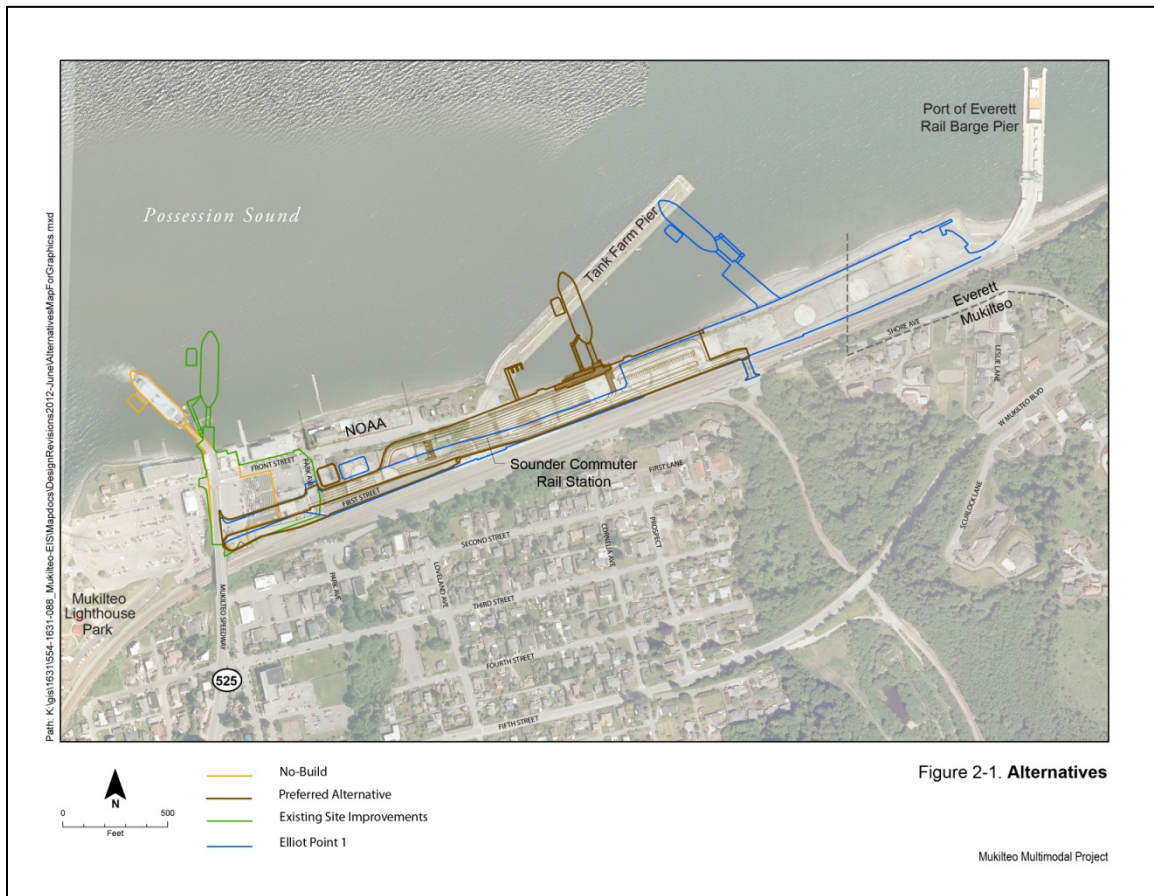 Port of Everett
Rail Barge Pier
Possession Sound
Tank Farm Pier
Everett
Mukilteo
SHORE AVE
LESLIE LANE
W MUKILTEO BLVD
NOAA
FRONT STREET
PARK AVE
Sounder Commuter
Rail Station
FIRST LANE
FIRST STREET
SCURLOCK LANE
SECOND STREET
CORNELIA AVE
PROSPECT
PARK AVE
LOVELAND AVE
THIRD STREET
Mukilteo
Lighthouse
Park
MUKILTEO SPEEDWAY
FOURTH STREET
525
FIFTH STREET
Path: K:\gis\1631\554-1631-088_Mukilteo-EIS\Mapdocs\DesignRevisions2012-June\AlternativesMapForGraphics.mxd
N
0 500
Feet
No-Build
Preferred Alternative
Existing Site Improvements
Elliot Point 1
Figure 2-1. Alternatives
Mukilteo Multimodal Project